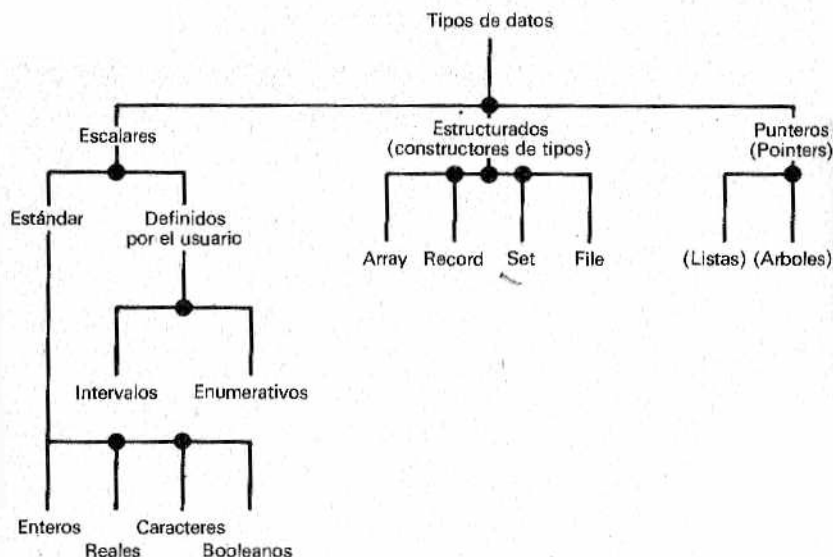 Tipos de datos
Escalares
Estructurados
(constructores de tipos)
Punteros
(Pointers)
Estándar
Definidos
por el usuario
Array
Record
Set
File
(Listas)
(Arboles)
Intervalos
Enumerativos
Enteros
Reales
Caracteres
Booleanos